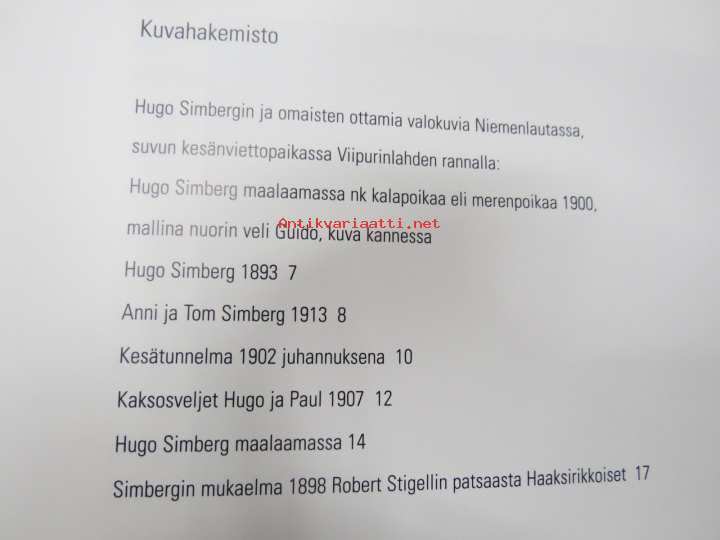 Kuvahakemisto
Hugo Simbergin ja omaisten ottamia valokuvia Niemenlautassa,
suvun kesänviettopaikassa Viipurinlahden rannalla:
Hugo Simberg maalaamassa nk kalapoikaa eli merenpoikaa 1900,
Antikvariaatti.net
mallina nuorin veli Guido, kuva kannessa
Hugo Simberg 1893 7
Anni ja Tom Simberg 1913 8
Kesätunnelma 1902 juhannuksena 10
Kaksosveljet Hugo ja Paul 1907 12
Hugo Simberg maalaamassa 14
Simbergin mukaelma 1898 Robert Stigellin patsaasta Haaksirikkoiset 17